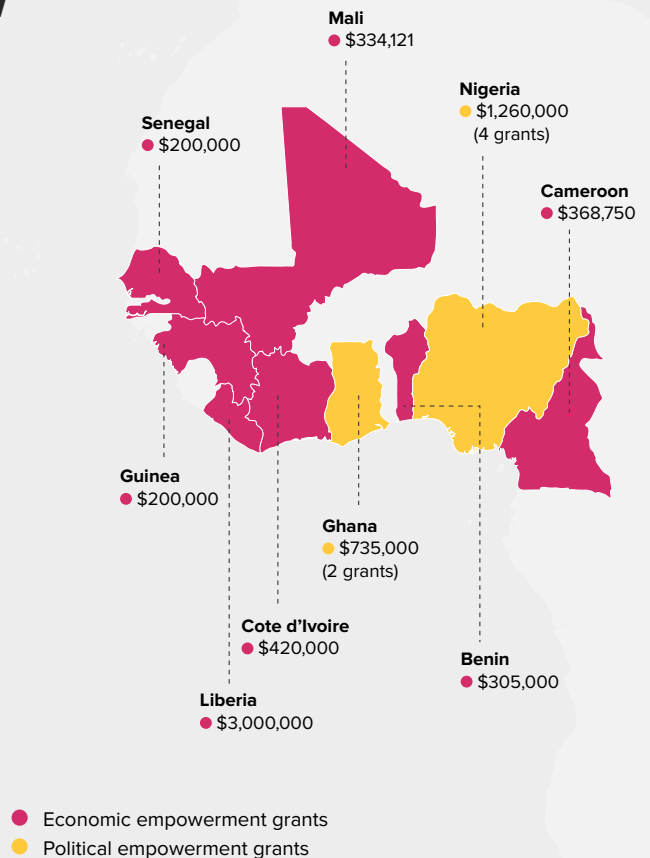 Mali
$334,121
Nigeria
$1,260,000
(4 grants)
Senegal
$200,000
Cameroon
$368,750
Guinea
$200,000
Ghana
$735,000
(2 grants)
Cote d'Ivoire
$420,000
Benin
$305,000
Liberia
$3,000,000
Economic empowerment grants
Political empowerment grants